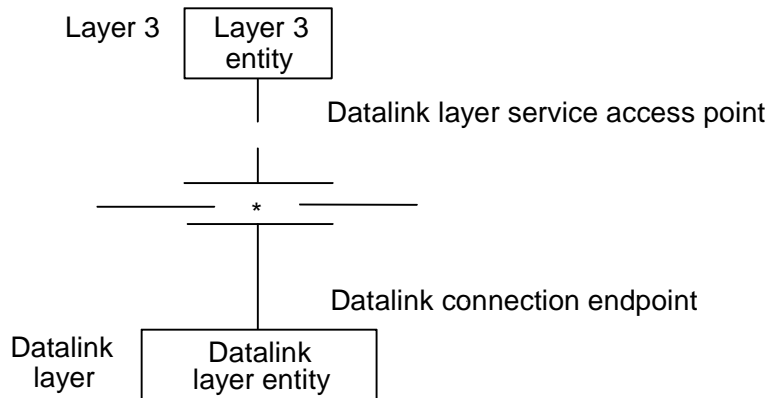 Layer 3
Layer 3
entity
Datalink layer service access point
*
Datalink connection endpoint
Datalink
layer
Datalink
layer entity